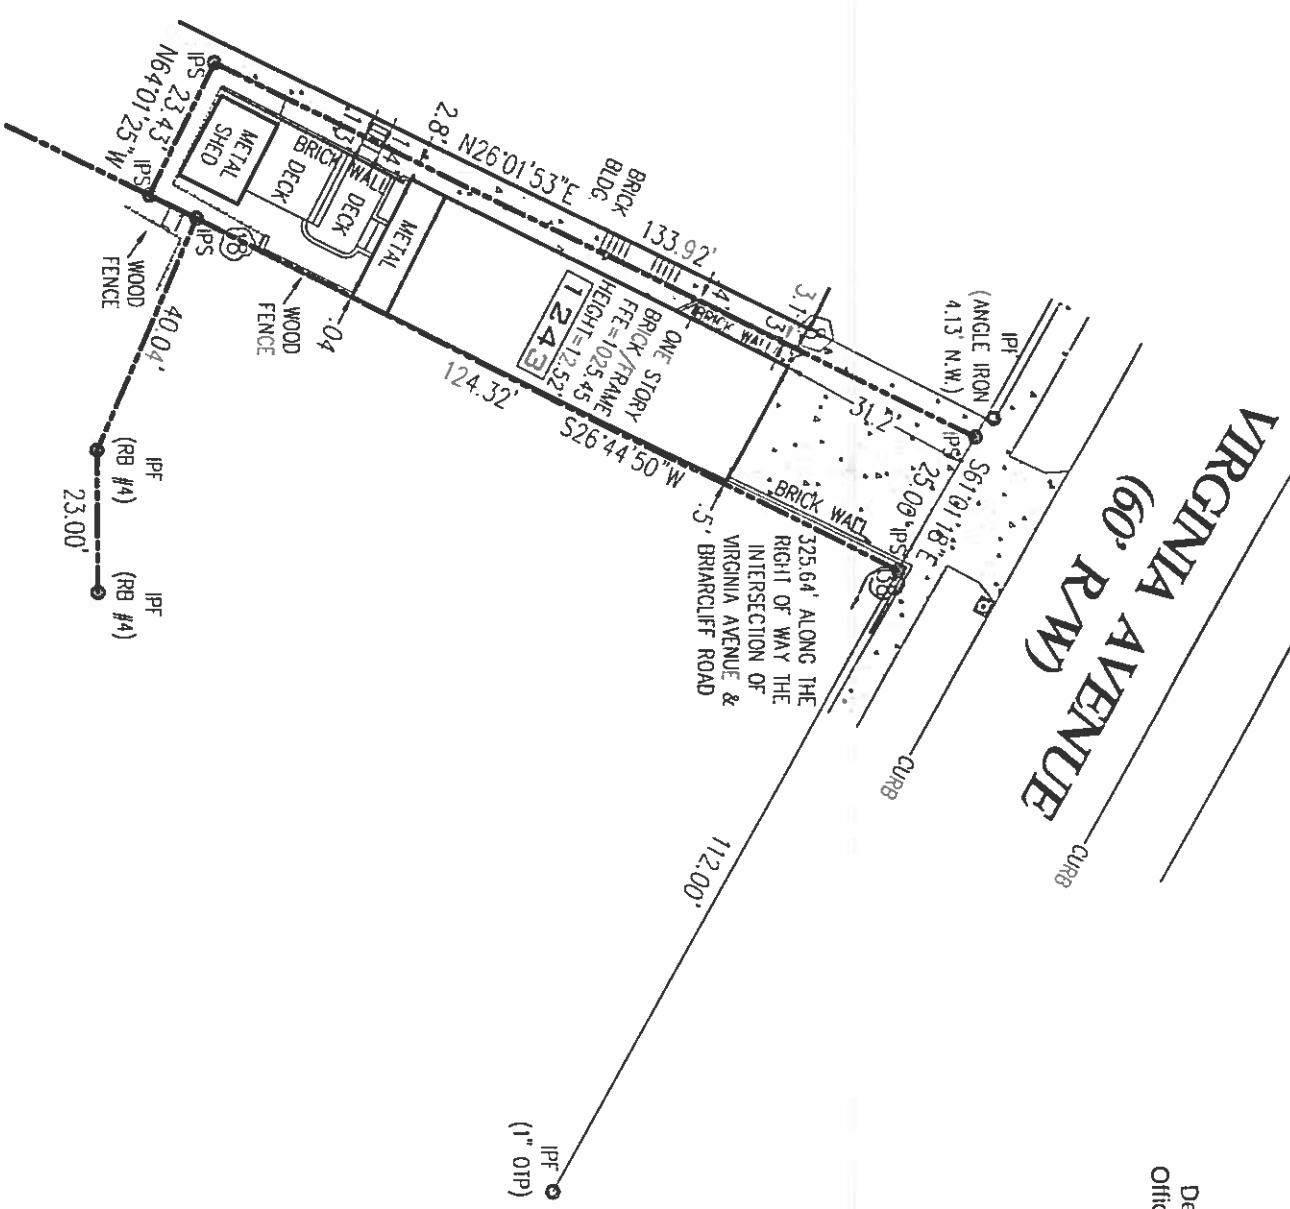 VIRGINIA AVENUE
(60' R/W)
CURB
CURB
IPF
(ANGLE IRON
4.13' N.W.)
IPS
S61°01'18"E
25.00'
IPS
31.2'
BRICK WALL
325.64' ALONG THE
RIGHT OF WAY THE
INTERSECTION OF
VIRGINIA AVENUE &
BRIARCLIFF ROAD
.5'
112.00'
IPF
(1" OTP)
BRICK WALL
ONE STORY
BRICK/FRAME
FFE=1025.45
HEIGHT=12.52'
1243
BRICK
BLDG.
N26°01'53"E
133.92'
2.8'
S26°44'50"W
124.32'
.04
METAL
DECK
BRICK WALL
DECK
METAL
SHED
WOOD
FENCE
WOOD
FENCE
IPS
23.43'
N64°01'25"W
IPS
IPS
40.04'
IPF
(RB #4)
23.00'
IPF
(RB #4)